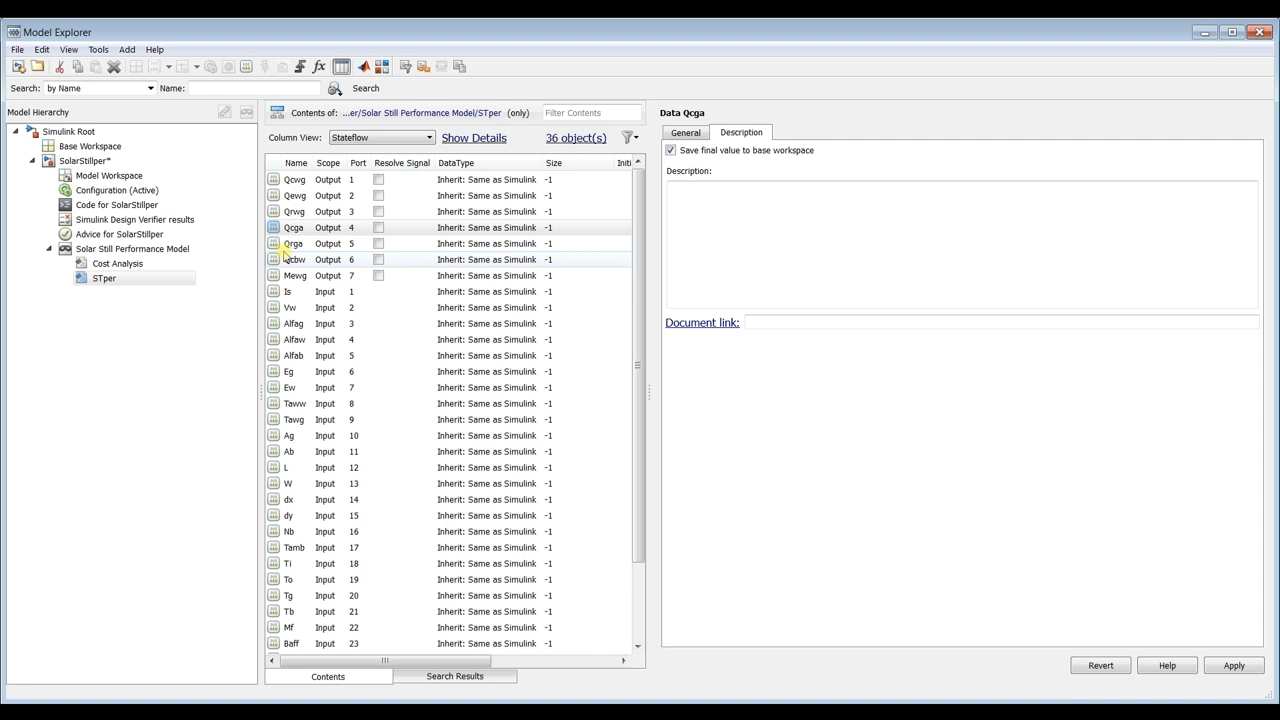 Model Explorer
File Edit View Tools Add Help
Search: by Name Name: Search
Model Hierarchy
Simulink Root
Base Workspace
SolarStillper*
Model Workspace
Configuration (Active)
Code for SolarStillper
Simulink Design Verifier results
Advice for SolarStillper
Solar Still Performance Model
Cost Analysis
STper
Contents of: ...er/Solar Still Performance Model/STper (only) Filter Contents
Column View: Stateflow Show Details 36 object(s)
Name Scope Port Resolve Signal DataType Size Initi
Qcwg Output 1 Inherit: Same as Simulink -1
Qewg Output 2 Inherit: Same as Simulink -1
Qrwg Output 3 Inherit: Same as Simulink -1
Qcga Output 4 Inherit: Same as Simulink -1
Qrga Output 5 Inherit: Same as Simulink -1
Qcbw Output 6 Inherit: Same as Simulink -1
Mewg Output 7 Inherit: Same as Simulink -1
Is Input 1 Inherit: Same as Simulink -1
Vw Input 2 Inherit: Same as Simulink -1
Alfag Input 3 Inherit: Same as Simulink -1
Alfaw Input 4 Inherit: Same as Simulink -1
Alfab Input 5 Inherit: Same as Simulink -1
Eg Input 6 Inherit: Same as Simulink -1
Ew Input 7 Inherit: Same as Simulink -1
Taww Input 8 Inherit: Same as Simulink -1
Tawg Input 9 Inherit: Same as Simulink -1
Ag Input 10 Inherit: Same as Simulink -1
Ab Input 11 Inherit: Same as Simulink -1
L Input 12 Inherit: Same as Simulink -1
W Input 13 Inherit: Same as Simulink -1
dx Input 14 Inherit: Same as Simulink -1
dy Input 15 Inherit: Same as Simulink -1
Nb Input 16 Inherit: Same as Simulink -1
Tamb Input 17 Inherit: Same as Simulink -1
Ti Input 18 Inherit: Same as Simulink -1
To Input 19 Inherit: Same as Simulink -1
Tg Input 20 Inherit: Same as Simulink -1
Tb Input 21 Inherit: Same as Simulink -1
Mf Input 22 Inherit: Same as Simulink -1
Baff Input 23 Inherit: Same as Simulink -1
Contents Search Results
Data Qcga
General Description
Save final value to base workspace
Description:
Document link:
Revert Help Apply